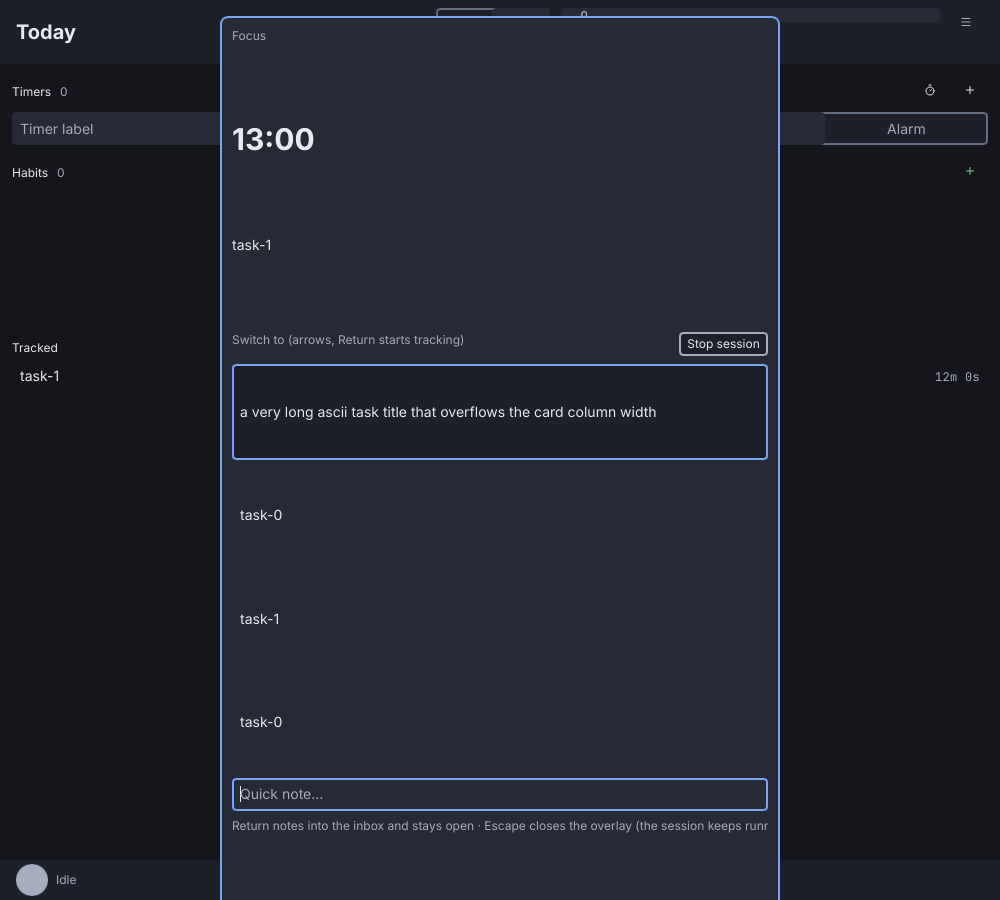 Today
0
☰
Focus
Timers 0
+
13:00
Timer label
Alarm
Habits 0
+
task-1
Switch to (arrows, Return starts tracking)
Stop session
Tracked
task-1
12m 0s
a very long ascii task title that overflows the card column width
task-0
task-1
task-0
Quick note...
Return notes into the inbox and stays open · Escape closes the overlay (the session keeps
Idle